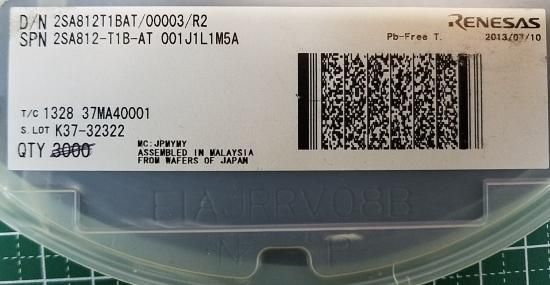 D/N 2SA812T1BAT/00003/R2
RENESAS
SPN 2SA812-T1B-AT 001J1L1M5A
Pb-Free T. 2013/07/10
T/C 1328 37MA40001
S.LOT K37-32322
QTY 3000
MC:JPMYMY
ASSEMBLED IN MALAYSIA
FROM WAFERS OF JAPAN
EIAJRRV08B
N P